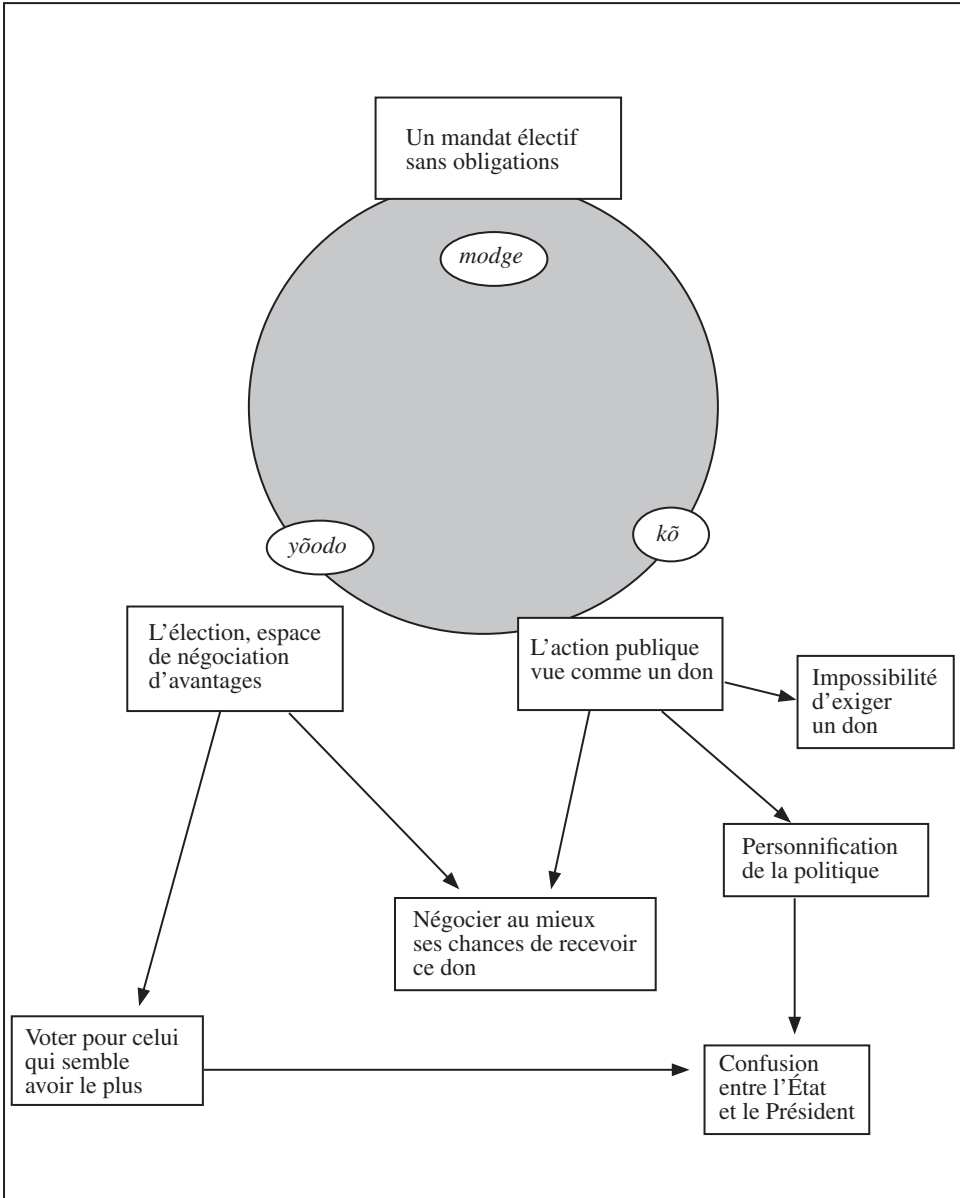 Un mandat électif
sans obligations
modge
yõodo
kõ
L’élection, espace
de négociation
d’avantages
L’action publique
vue comme un don
Impossibilité
d’exiger
un don
Personnification
de la politique
Négocier au mieux
ses chances de recevoir
ce don
Voter pour celui
qui semble
avoir le plus
Confusion
entre l’État
et le Président